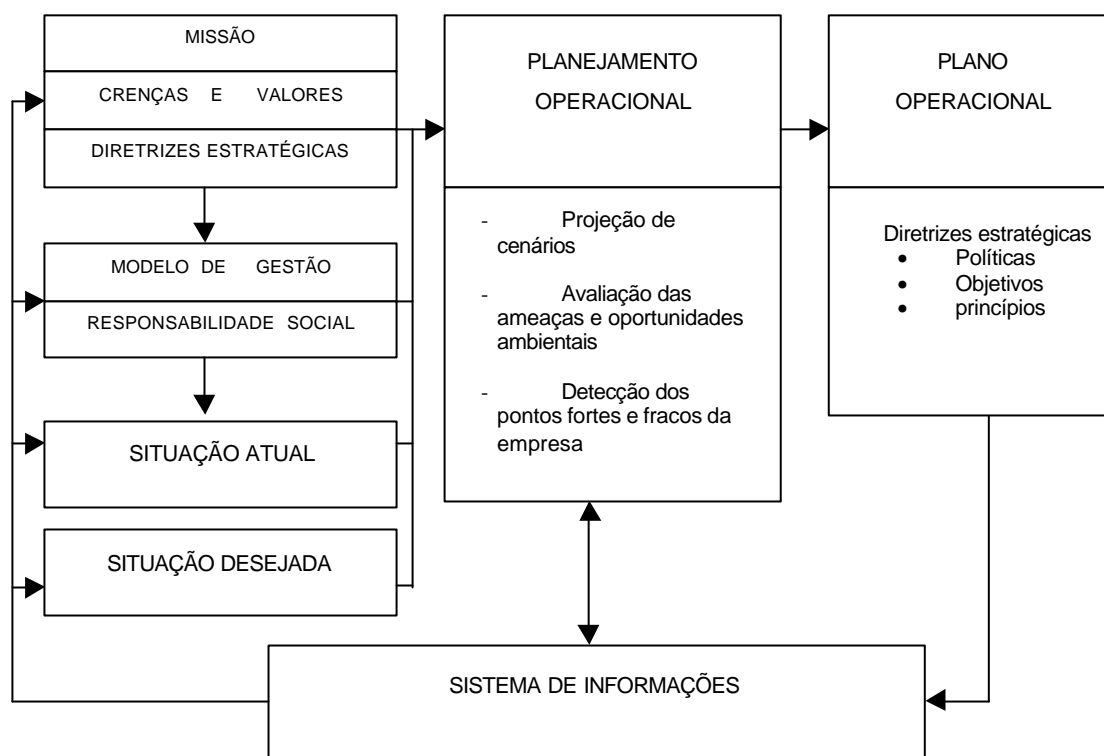 MISSÃO
CRENÇAS E VALORES
DIRETRIZES ESTRATÉGICAS
MODELO DE GESTÃO
RESPONSABILIDADE SOCIAL
SITUAÇÃO ATUAL
SITUAÇÃO DESEJADA
PLANEJAMENTO
OPERACIONAL
- Projeção de
cenários
- Avaliação das
ameaças e oportunidades
ambientais
- Detecção dos
pontos fortes e fracos da
empresa
PLANO
OPERACIONAL
Diretrizes estratégicas
• Políticas
• Objetivos
• princípios
SISTEMA DE INFORMAÇÕES